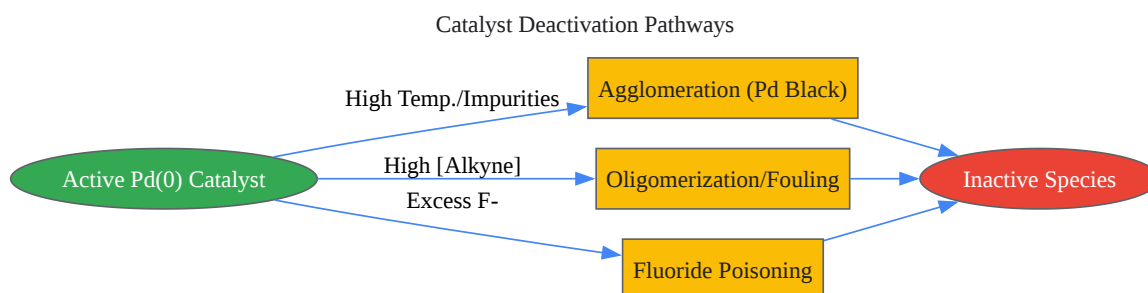 Catalyst Deactivation Pathways
High Temp./Impurities
Agglomeration (Pd Black)
Active Pd(0) Catalyst
High [Alkyne]
Oligomerization/Fouling
Inactive Species
Excess F-
Fluoride Poisoning